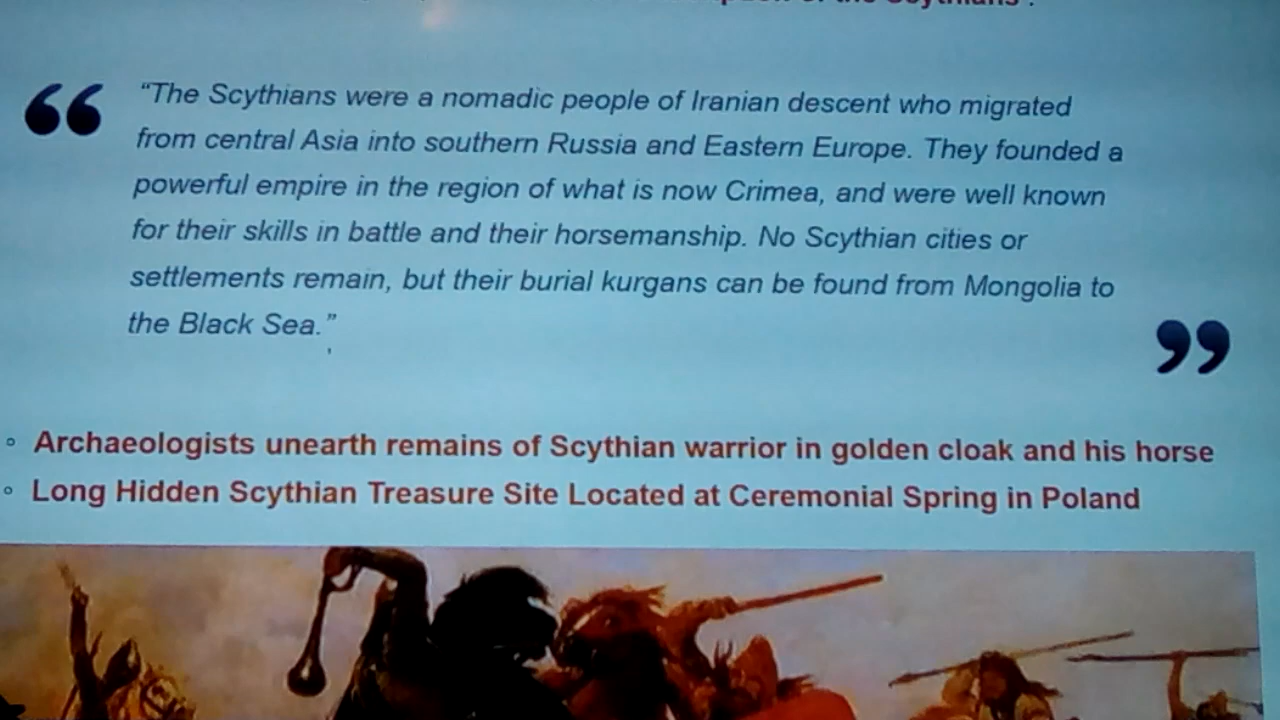 of the Scythians".
“The Scythians were a nomadic people of Iranian descent who migrated
from central Asia into southern Russia and Eastern Europe. They founded a
powerful empire in the region of what is now Crimea, and were well known
for their skills in battle and their horsemanship. No Scythian cities or
settlements remain, but their burial kurgans can be found from Mongolia to
the Black Sea.”
Archaeologists unearth remains of Scythian warrior in golden cloak and his horse
Long Hidden Scythian Treasure Site Located at Ceremonial Spring in Poland